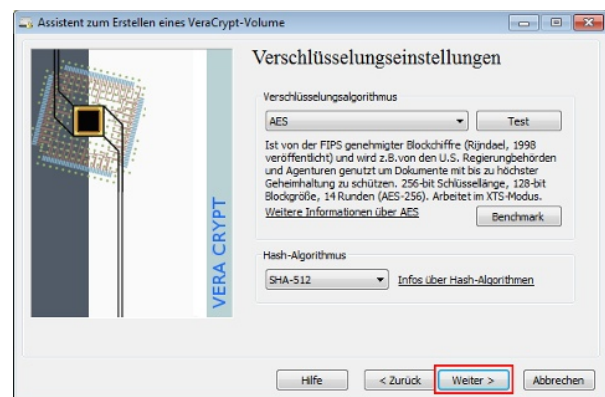 Assistent zum Erstellen eines VeraCrypt-Volume
Verschlüsselungseinstellungen
Verschlüsselungsalgorithmus
AES
Test
Ist von der FIPS genehmigter Blockchiffre (Rijndael, 1998
veröffentlicht) und wird z.B.von den U.S. Regierungbehörden
und Agenturen genutzt um Dokumente mit bis zu höchster
Geheimhaltung zu schützen. 256-bit Schlüssellänge, 128-bit
Blockgröße, 14 Runden (AES-256). Arbeitet im XTS-Modus.
Weitere Informationen über AES
Benchmark
Hash-Algorithmus
SHA-512
Infos über Hash-Algorithmen
VERA CRYPT
Hilfe
< Zurück
Weiter >
Abbrechen